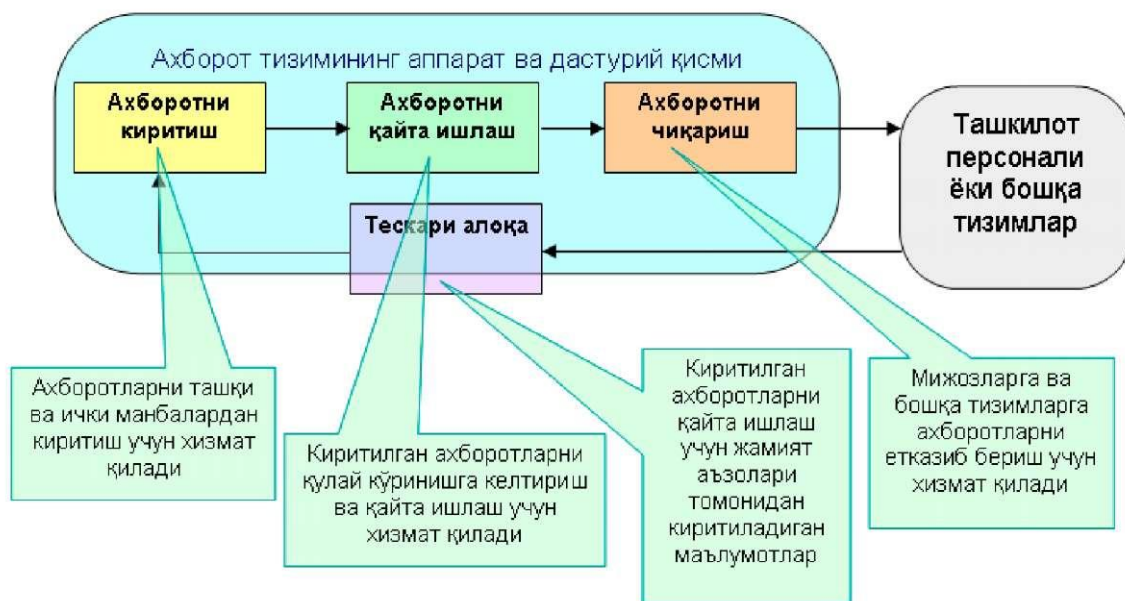 Ахборот тизимининг аппарат ва дастурий қисми
Ахборотни
киритиш
Ахборотни
қайта ишлаш
Ахборотни
чиқариш
Ташкилот
персонали
ёки бошқа
тизимлар
Тескари алоқа
Ахборотларни ташқи
ва ички манбалардан
киритиш учун хизмат
қилади
Киритилган ахборотларни
қулай кўринишга келтириш
ва қайта ишлаш учун
хизмат қилади
Киритилган
ахборотларни
қайта ишлаш
учун жамият
аъзолари
томонидан
киритиладиган
маълумотлар
Мижозларга ва
бошқа тизимларга
ахборотларни
етказиб бериш учун
хизмат қилади